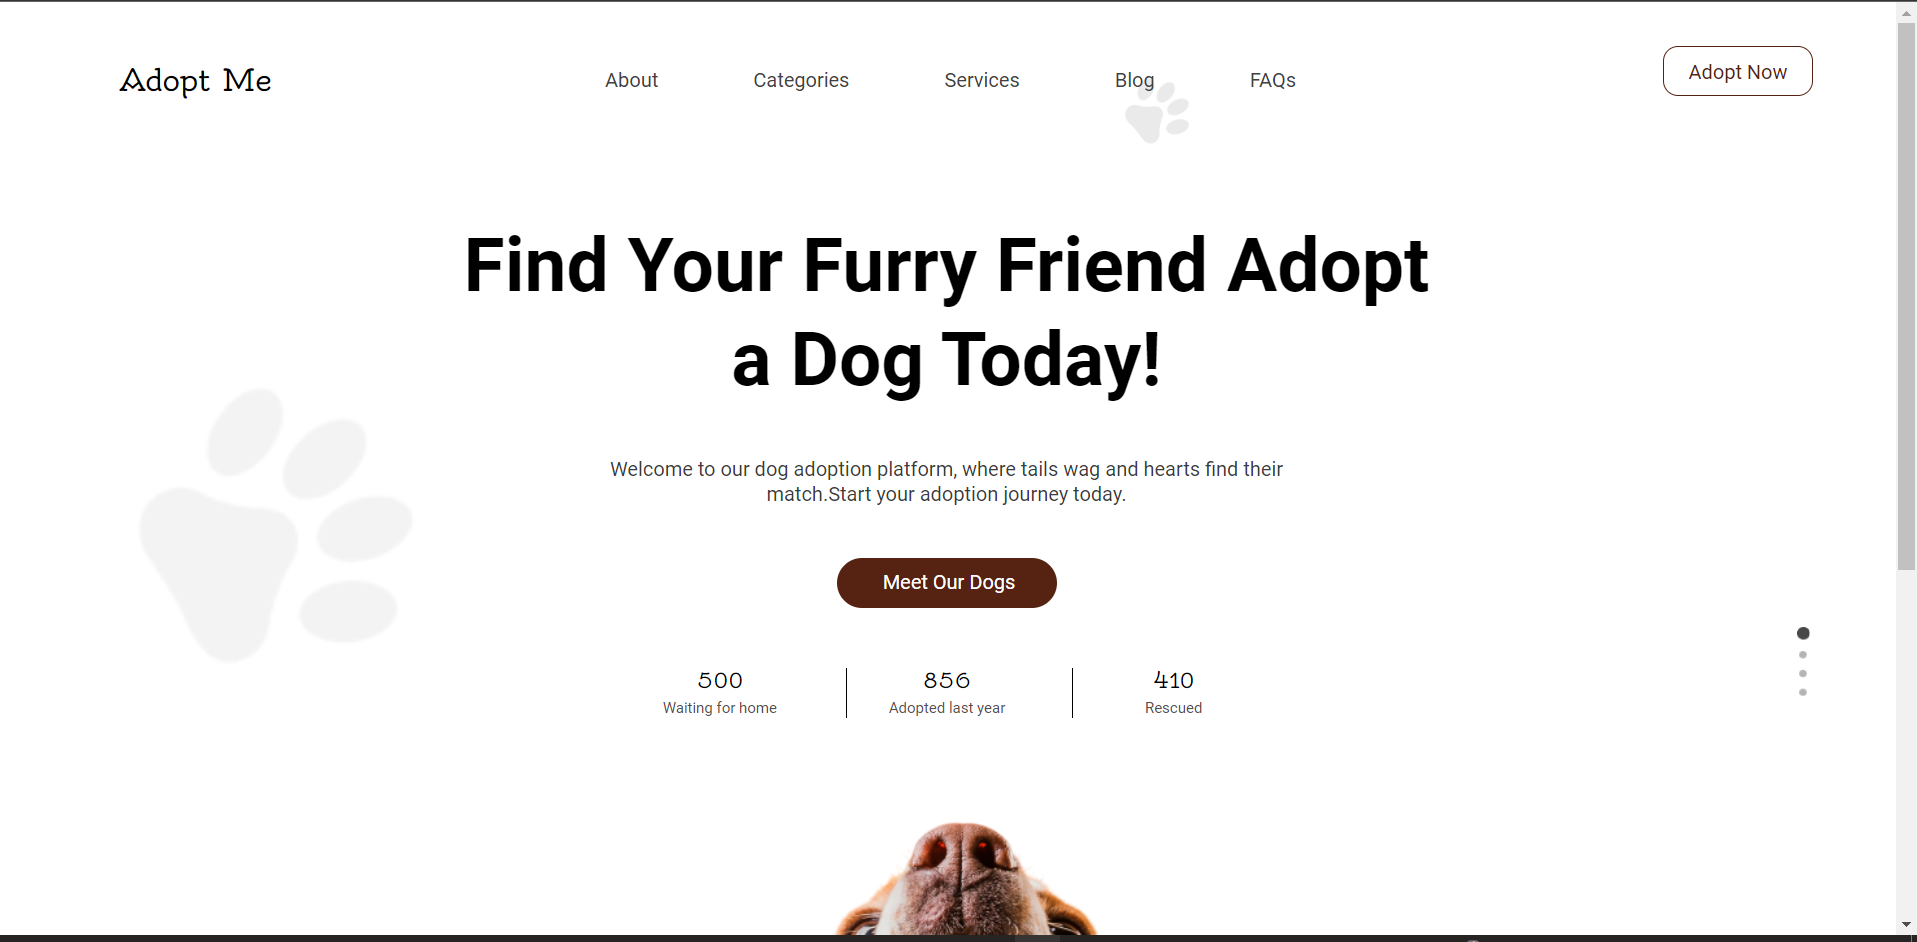 Adopt Me
About
Categories
Services
Blog
FAQs
Adopt Now
Find Your Furry Friend Adopt
a Dog Today!
Welcome to our dog adoption platform, where tails wag and hearts find their
match.Start your adoption journey today.
Meet Our Dogs
500
Waiting for home
856
Adopted last year
410
Rescued